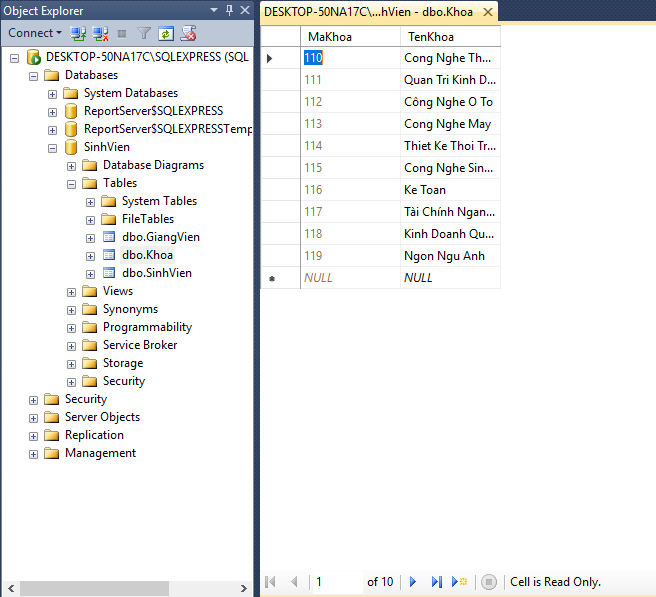 Object Explorer
Connect
DESKTOP-50NA17C\SQLEXPRESS (SQL
Databases
System Databases
ReportServer$SQLEXPRESS
ReportServer$SQLEXPRESSTemp
SinhVien
Database Diagrams
Tables
System Tables
FileTables
dbo.GiangVien
dbo.Khoa
dbo.SinhVien
Views
Synonyms
Programmability
Service Broker
Storage
Security
Security
Server Objects
Replication
Management
DESKTOP-50NA17C\...hVien - dbo.Khoa
MaKhoa TenKhoa
110 Cong Nghe Th...
111 Quan Tri Kinh D...
112 Công Nghệ O To
113 Cong Nghe May
114 Thiet Ke Thoi Tr...
115 Cong Nghe Sin...
116 Ke Toan
117 Tài Chính Ngan...
118 Kinh Doanh Qu...
119 Ngon Ngu Anh
NULL NULL
1 of 10 Cell is Read Only.